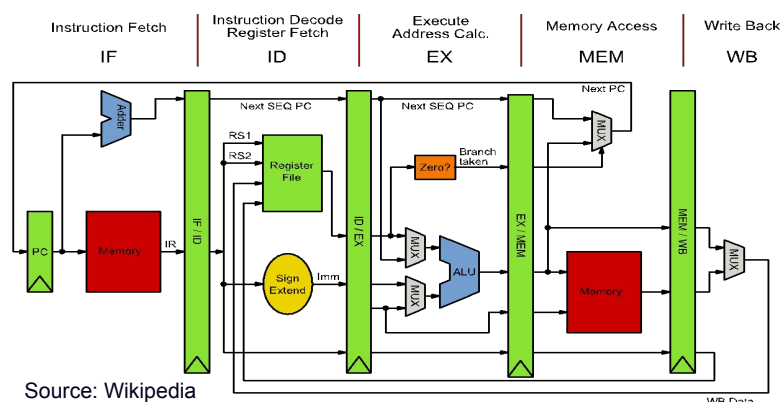 Instruction Fetch
IF
Instruction Decode
Register Fetch
ID
Execute
Address Calc.
EX
Memory Access
MEM
Write Back
WB
Next PC
Adder
Next SEQ PC
Next SEQ PC
MUX
RS1
RS2
Register
File
Branch
taken
Zero?
IF / ID
ID / EX
EX / MEM
MEM / WB
PC
Memory
IR
MUX
MUX
ALU
Sign
Extend
Imm
Memory
MUX
Source: Wikipedia
WB Data